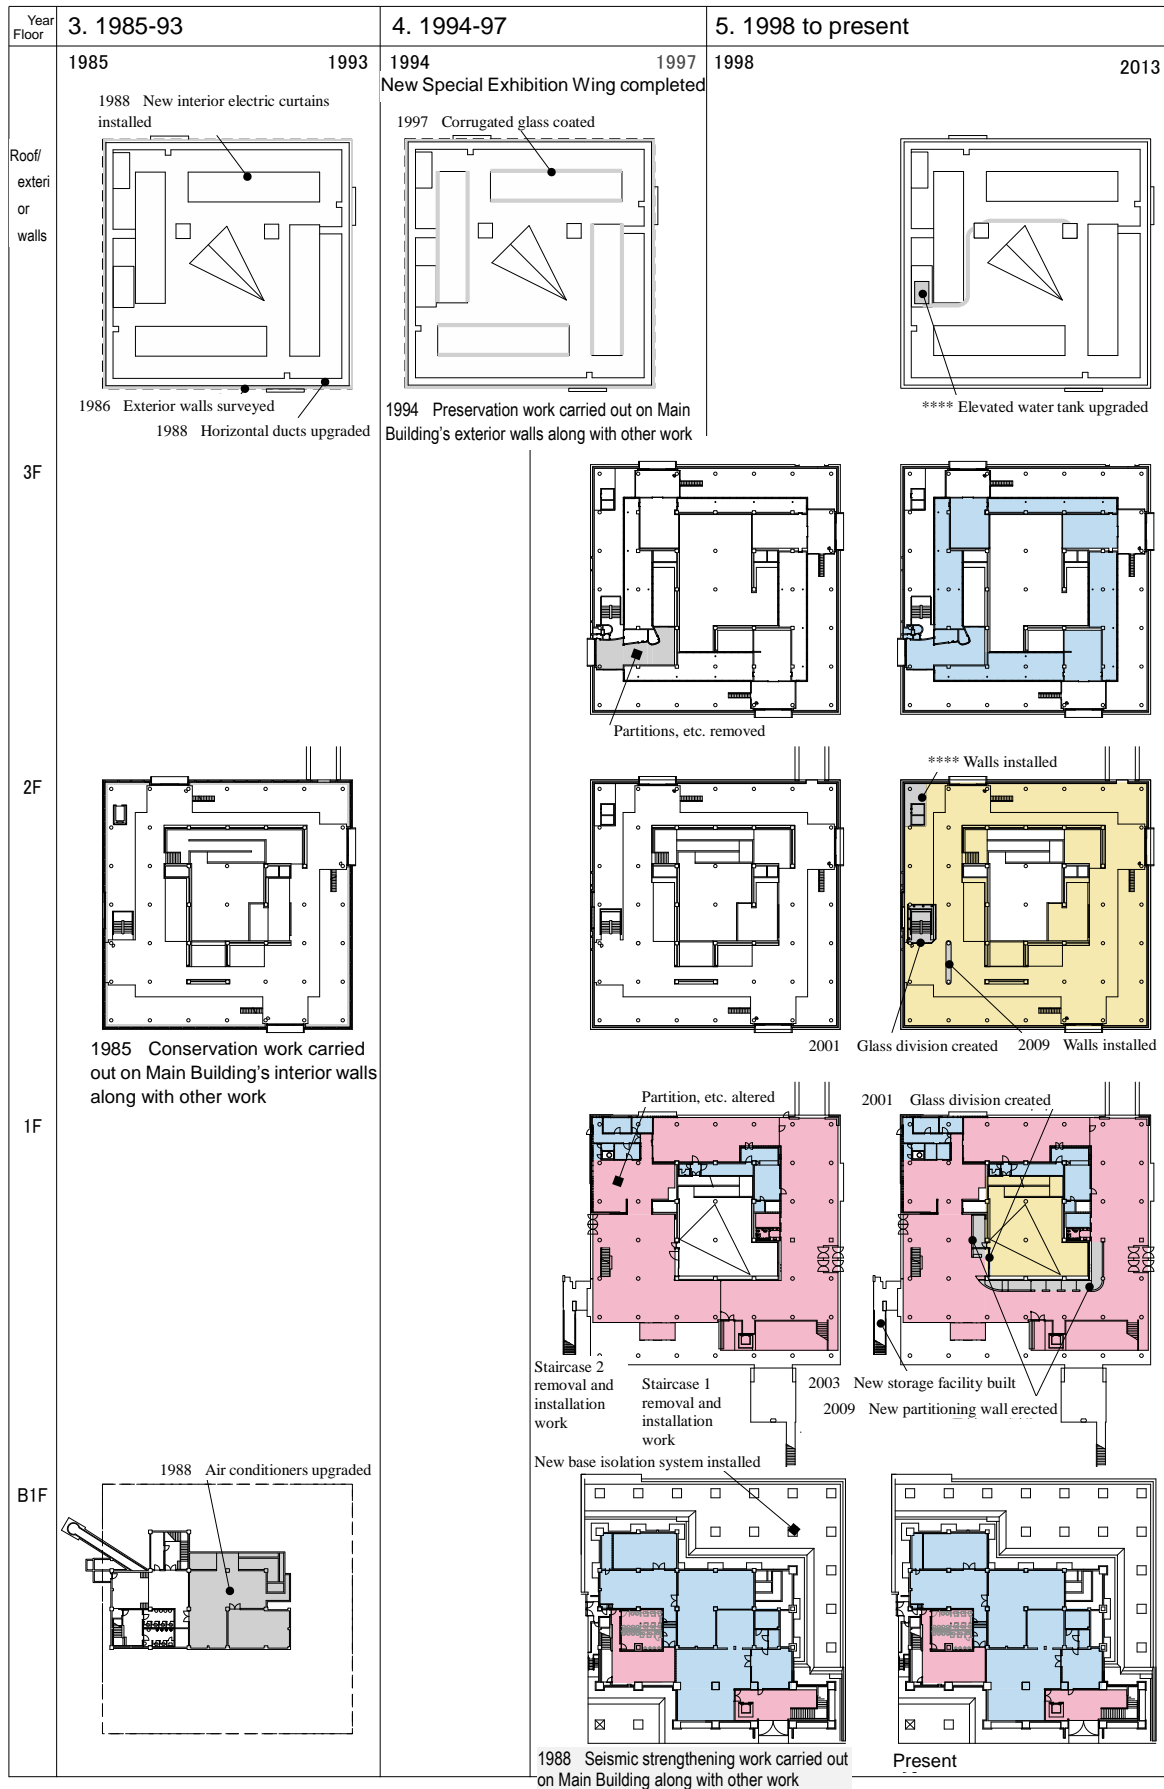 Year
Floor
3. 1985-93
4. 1994-97
5. 1998 to present
1985
1993
1994
1997
1998
2013
New Special Exhibition Wing completed
1988 New interior electric curtains
installed
1997 Corrugated glass coated
Roof/
exteri
or
walls
1986 Exterior walls surveyed
1988 Horizontal ducts upgraded
1994 Preservation work carried out on Main
Building's exterior walls along with other work
**** Elevated water tank upgraded
3F
Partitions, etc. removed
2F
**** Walls installed
1985 Conservation work carried
out on Main Building's interior walls
along with other work
2001 Glass division created
2009 Walls installed
1F
Partition, etc. altered
2001 Glass division created
Staircase 2
removal and
installation
work
Staircase 1
removal and
installation
work
2003 New storage facility built
2009 New partitioning wall erected
B1F
1988 Air conditioners upgraded
New base isolation system installed
1988 Seismic strengthening work carried out
on Main Building along with other work
Present